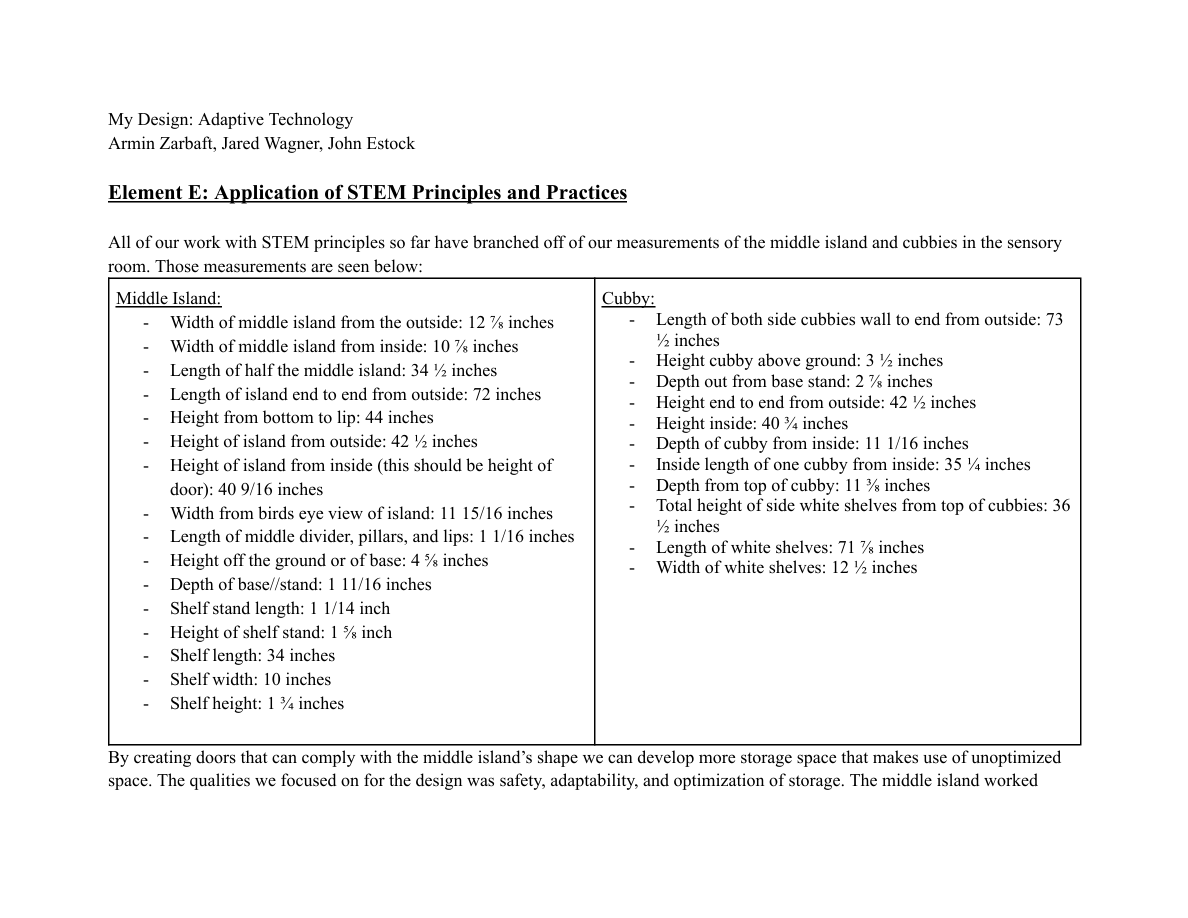 My Design: Adaptive Technology
Armin Zarbaft, Jared Wagner, John Estock
Element E: Application of STEM Principles and Practices
All of our work with STEM principles so far have branched off of our measurements of the middle island and cubbies in the sensory
room. Those measurements are seen below:
Middle Island:
- Width of middle island from the outside: 12 ⅞ inches
- Width of middle island from inside: 10 ⅞ inches
- Length of half the middle island: 34 ½ inches
- Length of island end to end from outside: 72 inches
- Height from bottom to lip: 44 inches
- Height of island from outside: 42 ½ inches
- Height of island from inside (this should be height of
door): 40 9/16 inches
- Width from birds eye view of island: 11 15/16 inches
- Length of middle divider, pillars, and lips: 1 1/16 inches
- Height off the ground or of base: 4 ⅝ inches
- Depth of base//stand: 1 11/16 inches
- Shelf stand length: 1 1/14 inch
- Height of shelf stand: 1 ⅝ inch
- Shelf length: 34 inches
- Shelf width: 10 inches
- Shelf height: 1 ¾ inches
Cubby:
- Length of both side cubbies wall to end from outside: 73
½ inches
- Height cubby above ground: 3 ½ inches
- Depth out from base stand: 2 ⅞ inches
- Height end to end from outside: 42 ½ inches
- Height inside: 40 ¾ inches
- Depth of cubby from inside: 11 1/16 inches
- Inside length of one cubby from inside: 35 ¼ inches
- Depth from top of cubby: 11 ⅜ inches
- Total height of side white shelves from top of cubbies: 36
½ inches
- Length of white shelves: 71 ⅞ inches
- Width of white shelves: 12 ½ inches
By creating doors that can comply with the middle island’s shape we can develop more storage space that makes use of unoptimized
space. The qualities we focused on for the design was safety, adaptability, and optimization of storage. The middle island worked